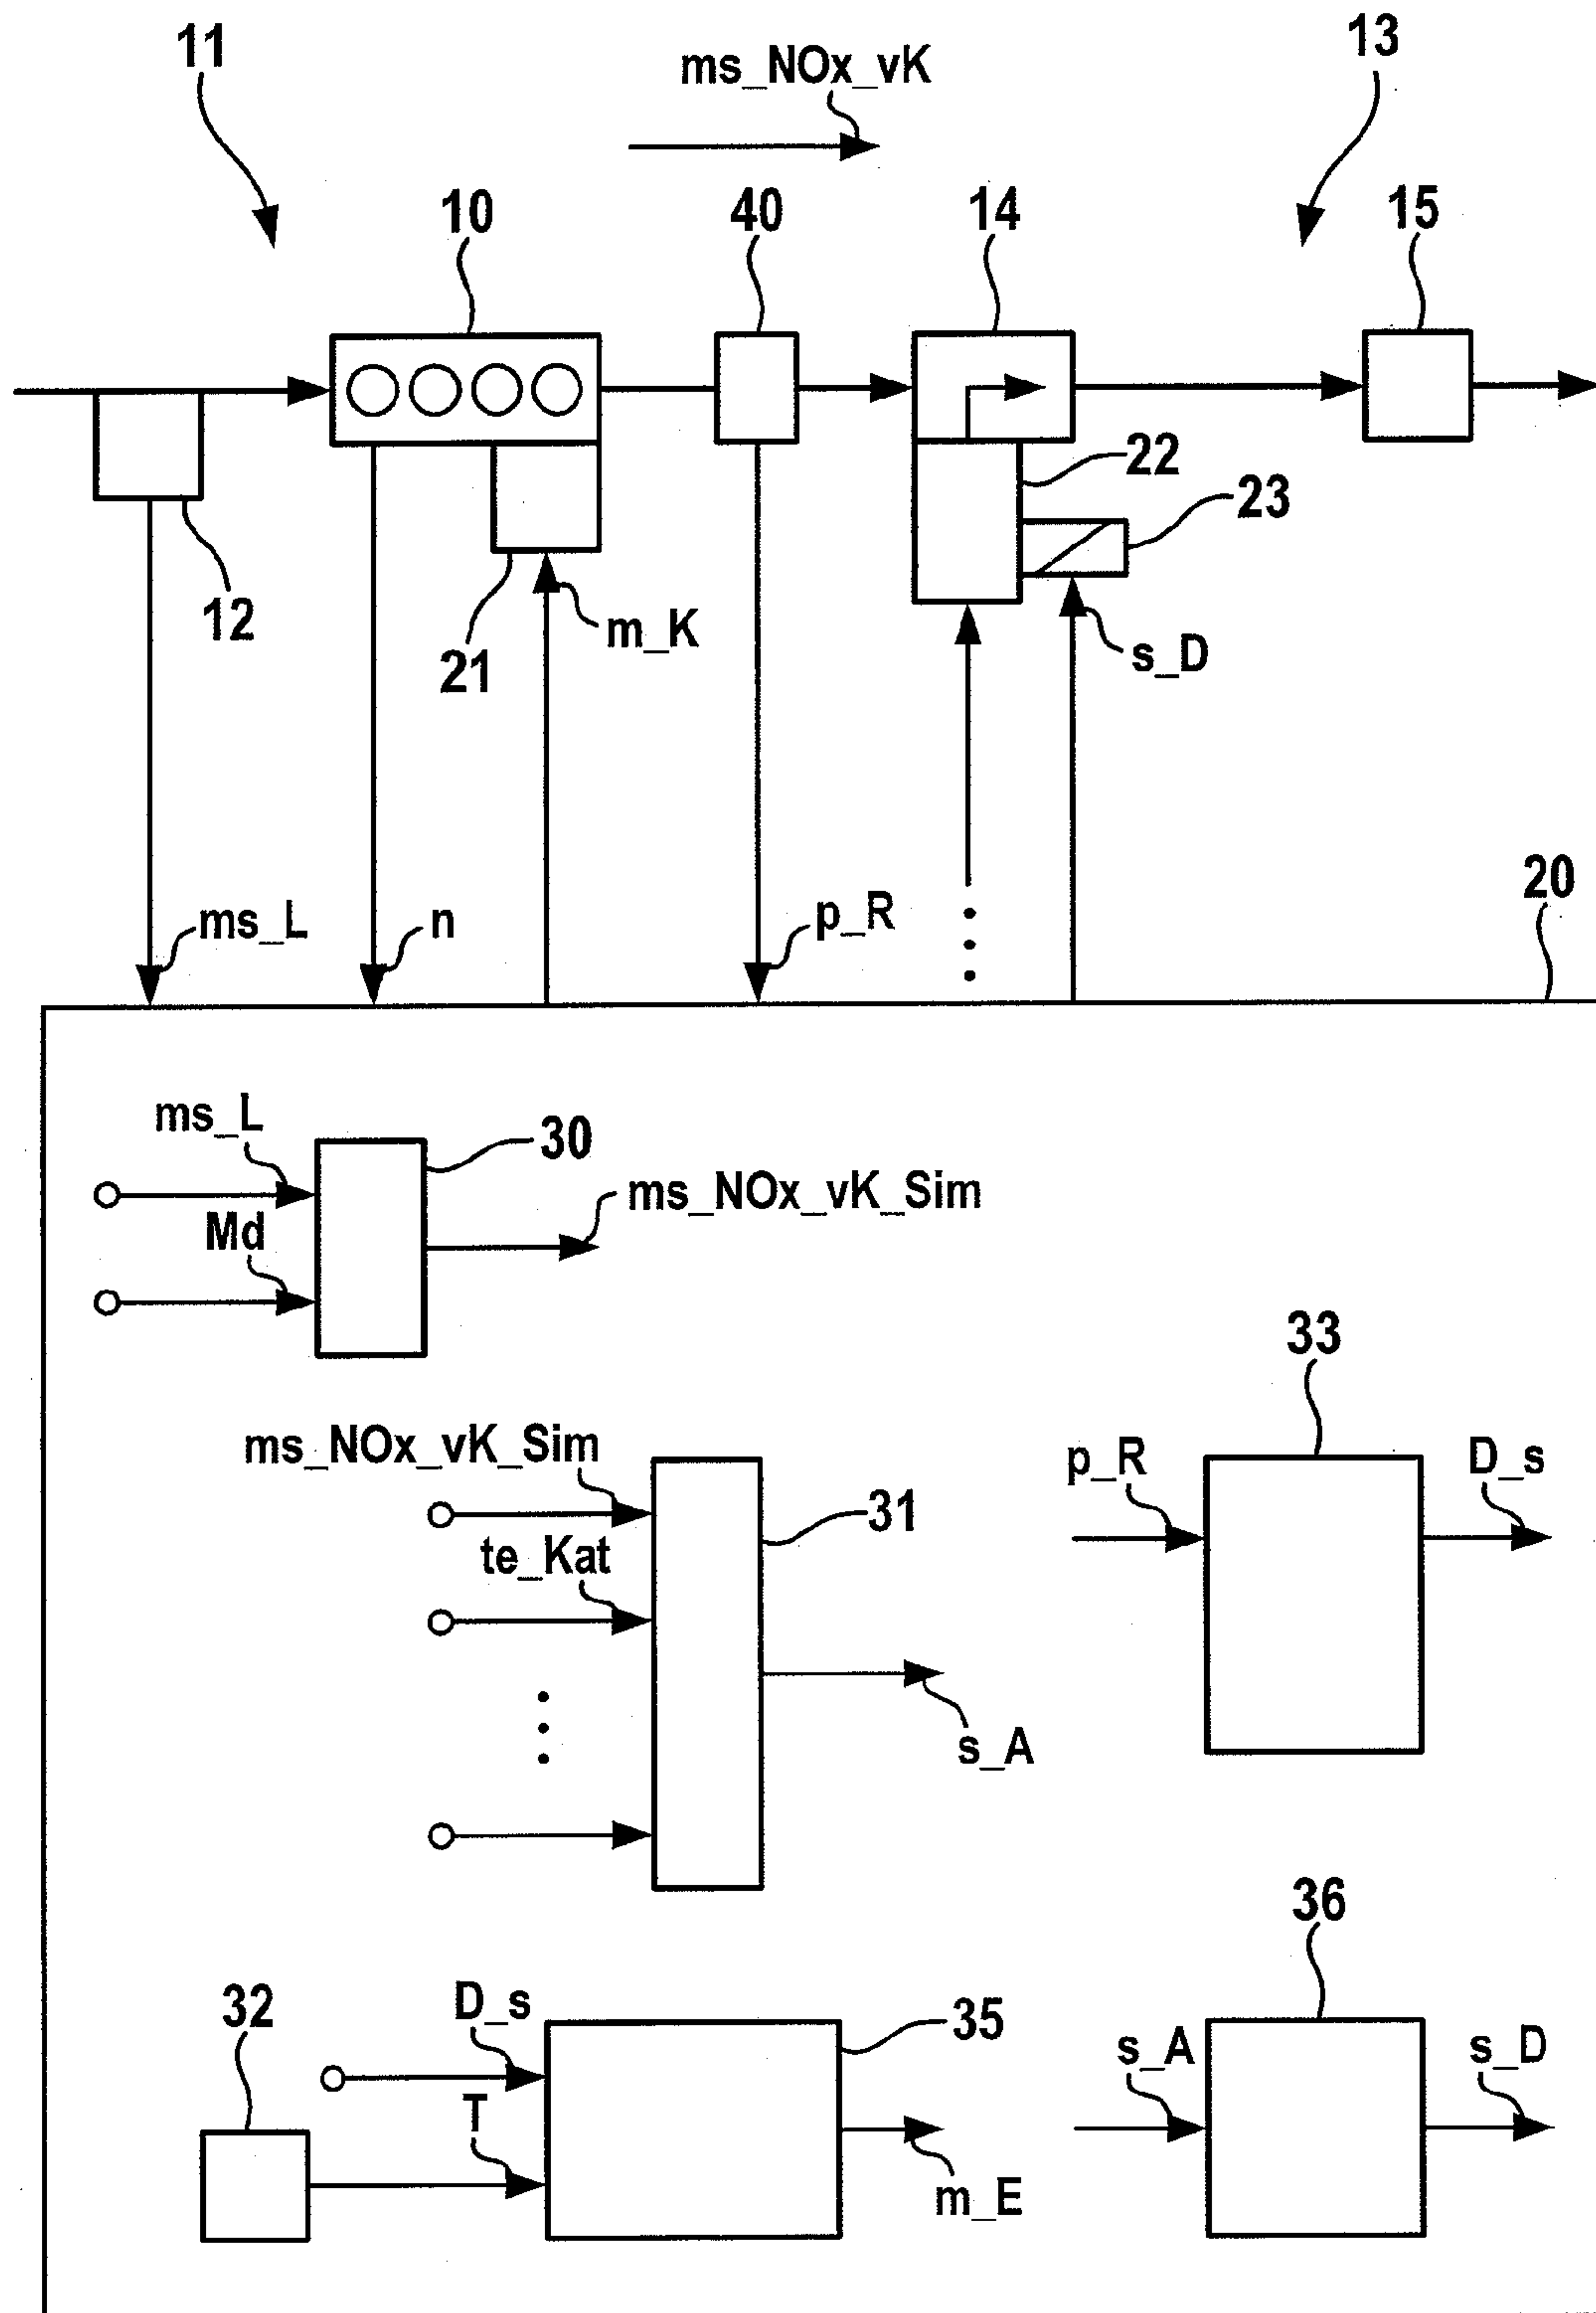 11
ms_NOx_vK
13
10
40
14
15
22
23
12
21
m_K
s_D
20
ms_L
n
p_R
ms_L
30
Md
ms_NOx_vK_Sim
33
ms_NOx_vK_Sim
31
p_R
D_s
te_Kat
s_A
36
32
D_s
35
s_A
s_D
T
m_E